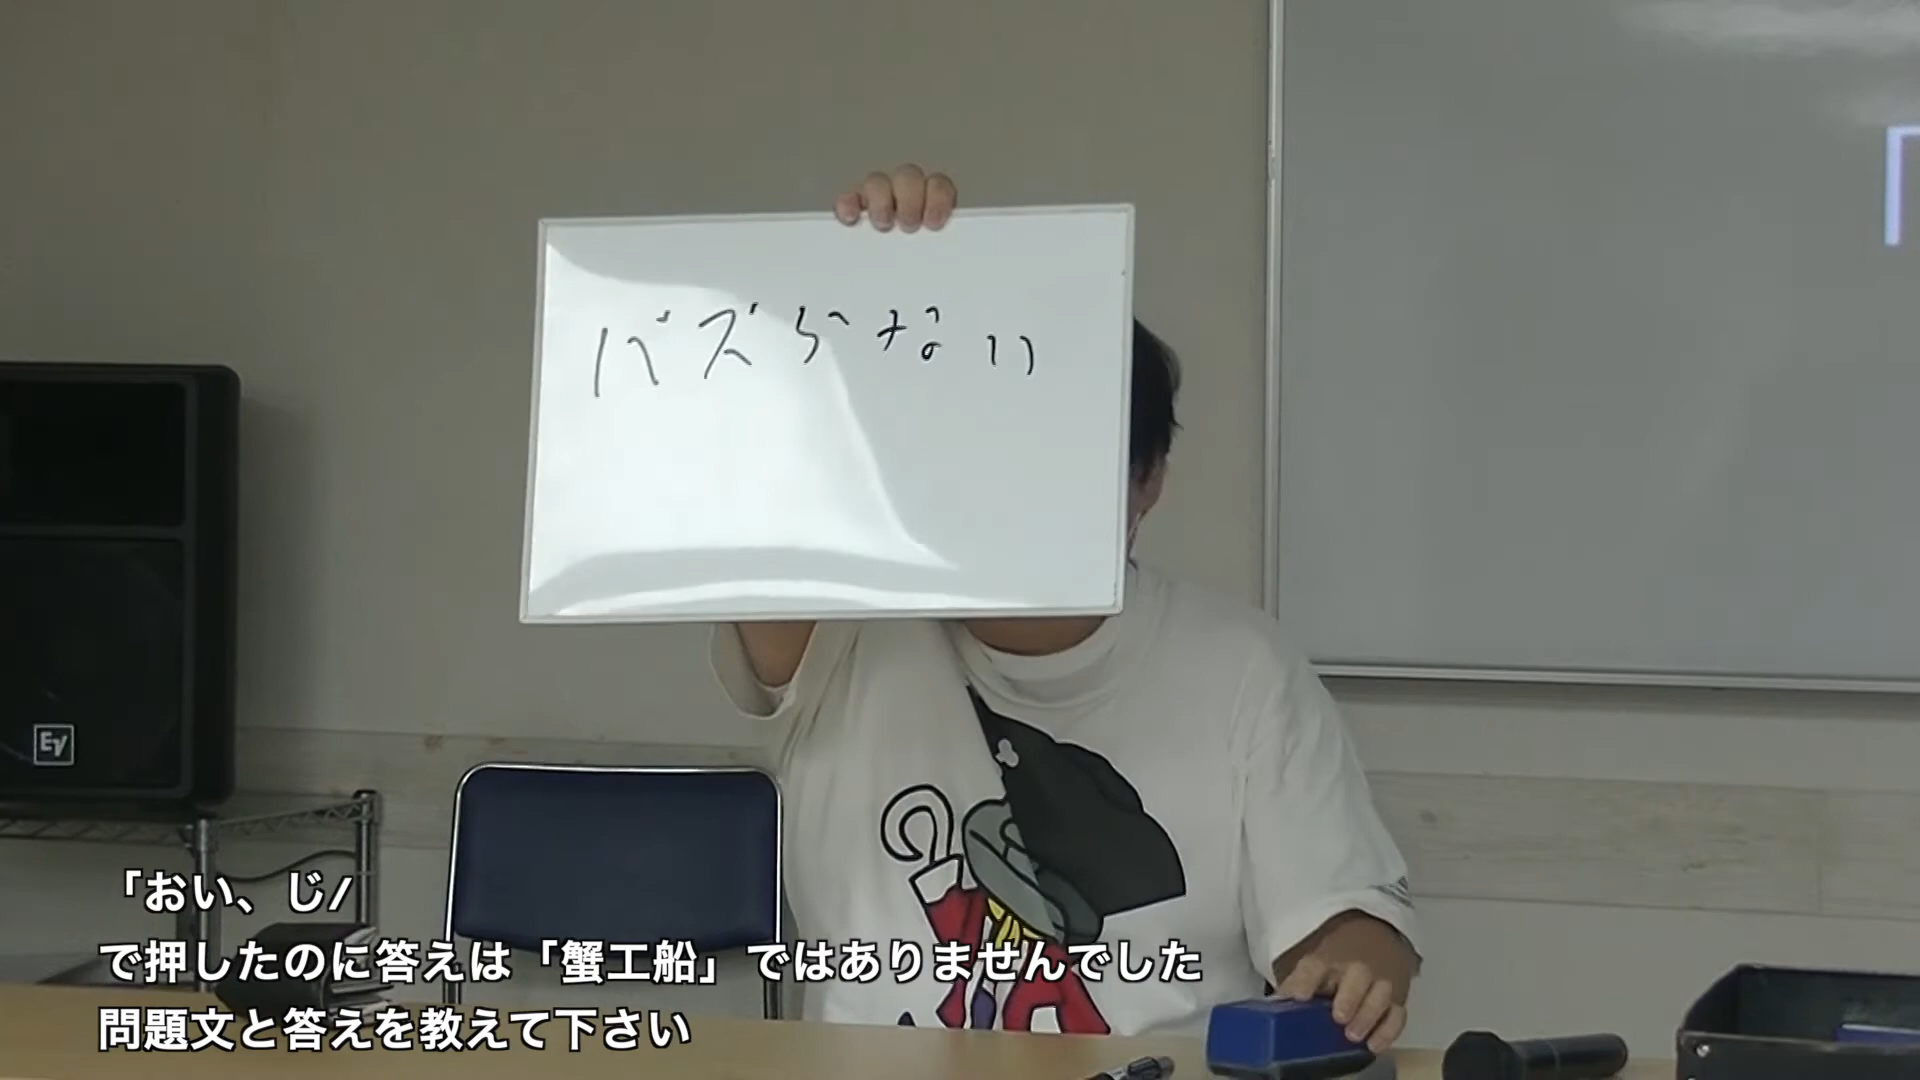 バズらない
「
EV
「おい、じ/
で押したのに答えは「蟹工船」ではありませんでした
問題文と答えを教えて下さい